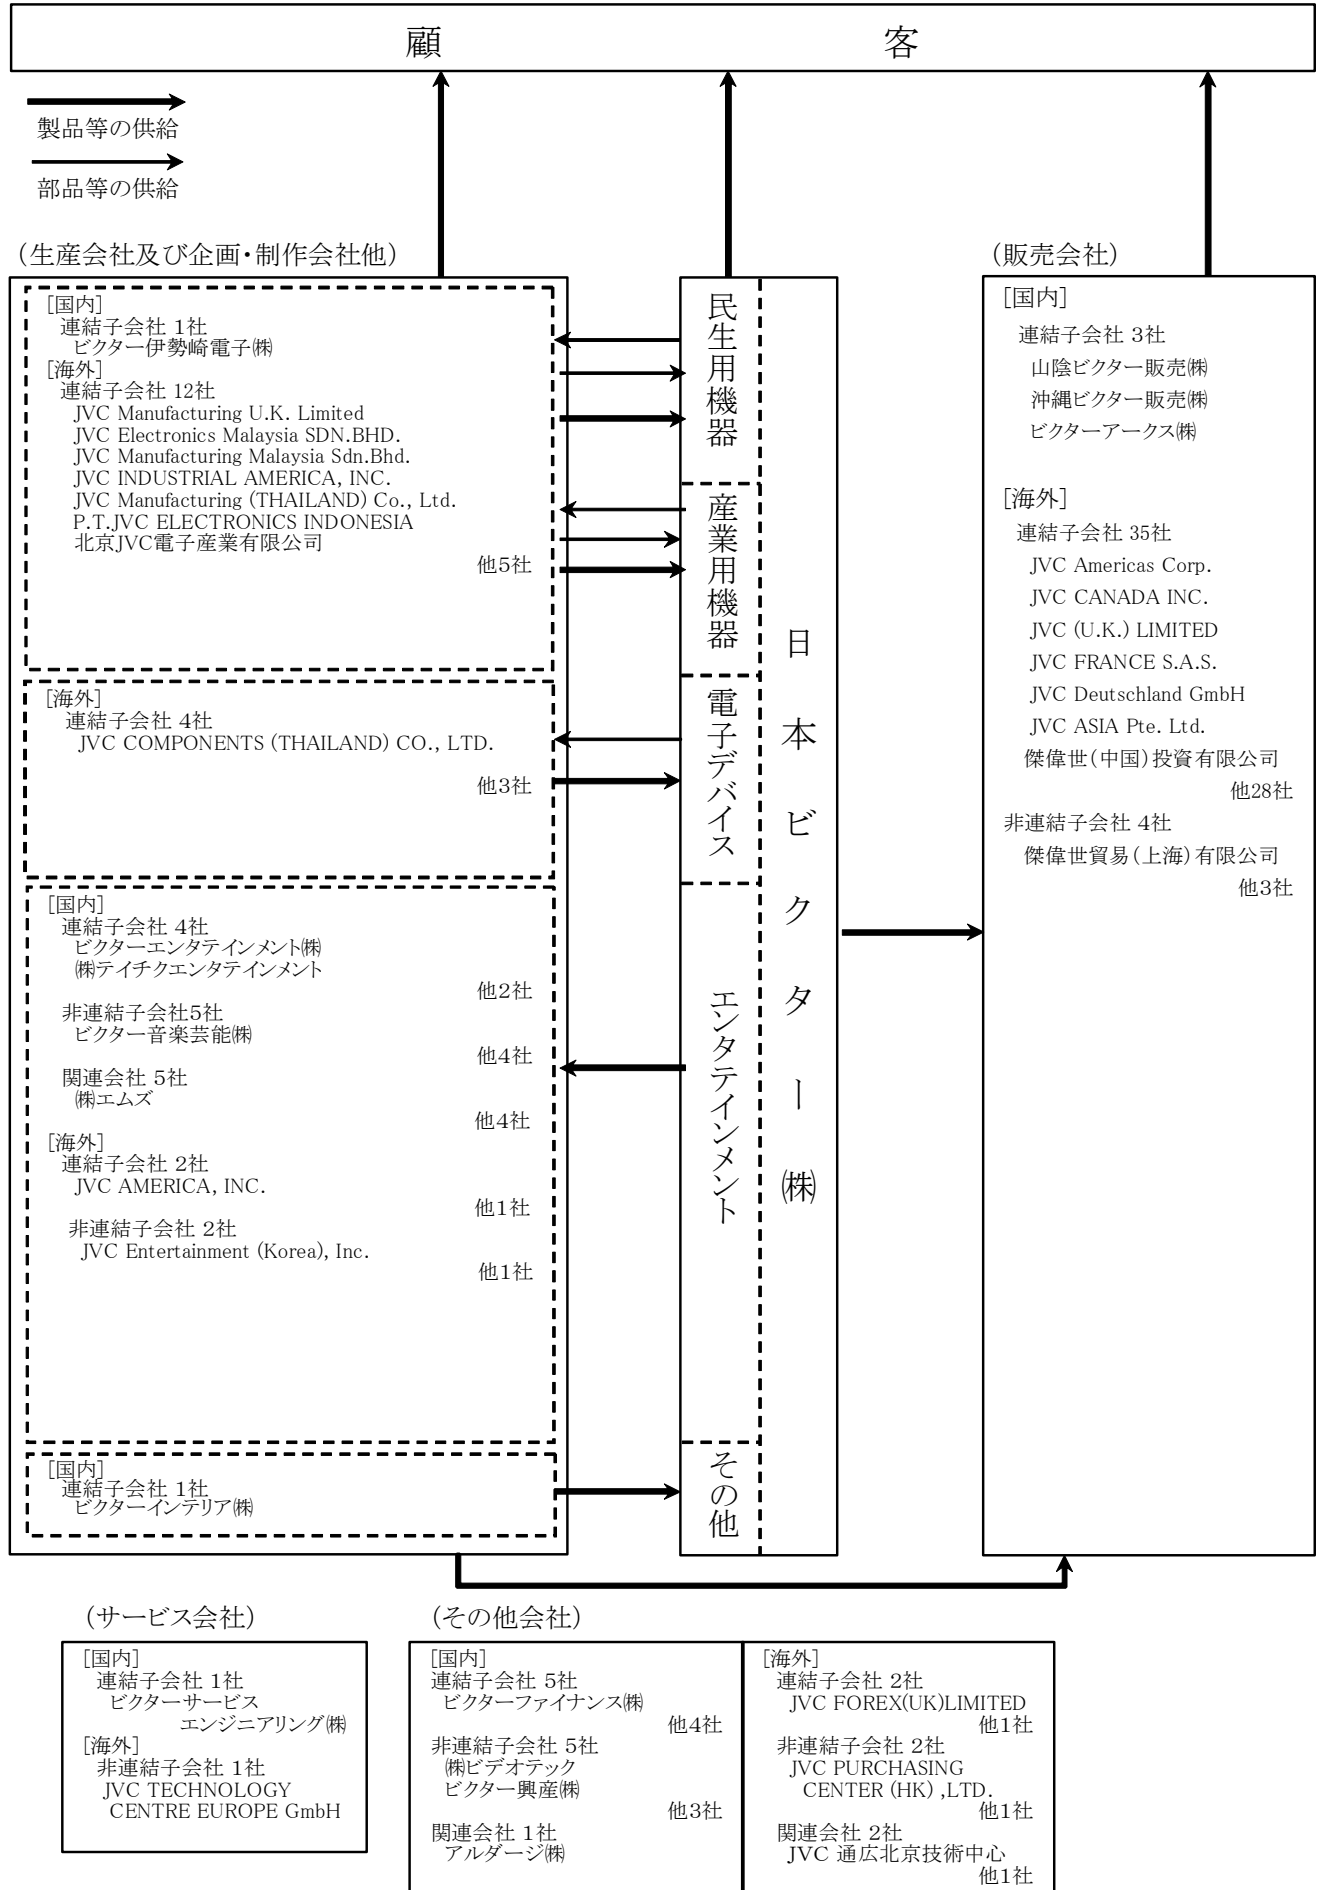 顧客
製品等の供給
部品等の供給
(生産会社及び企画・制作会社他)
[国内]
連結子会社 1社
ビクター伊勢崎電子㈱
[海外]
連結子会社 12社
JVC Manufacturing U.K. Limited
JVC Electronics Malaysia SDN.BHD.
JVC Manufacturing Malaysia Sdn.Bhd.
JVC INDUSTRIAL AMERICA, INC.
JVC Manufacturing (THAILAND) Co., Ltd.
P.T.JVC ELECTRONICS INDONESIA
北京JVC電子産業有限公司
他5社
[海外]
連結子会社 4社
JVC COMPONENTS (THAILAND) CO., LTD.
他3社
[国内]
連結子会社 4社
ビクターエンタテインメント㈱
㈱テイチクエンタテインメント
他2社
非連結子会社5社
ビクター音楽芸能㈱
他4社
関連会社 5社
㈱エムズ
他4社
[海外]
連結子会社 2社
JVC AMERICA, INC.
他1社
非連結子会社 2社
JVC Entertainment (Korea), Inc.
他1社
[国内]
連結子会社 1社
ビクターインテリア㈱
民生用機器
産業用機器
電子デバイス
エンタテインメント
その他
日本ビクター㈱
(販売会社)
[国内]
連結子会社 3社
山陰ビクター販売㈱
沖縄ビクター販売㈱
ビクターアークス㈱
[海外]
連結子会社 35社
JVC Americas Corp.
JVC CANADA INC.
JVC (U.K.) LIMITED
JVC FRANCE S.A.S.
JVC Deutschland GmbH
JVC ASIA Pte. Ltd.
傑偉世(中国)投資有限公司
他28社
非連結子会社 4社
傑偉世貿易(上海)有限公司
他3社
(サービス会社)
[国内]
連結子会社 1社
ビクターサービス
エンジニアリング㈱
[海外]
非連結子会社 1社
JVC TECHNOLOGY
CENTRE EUROPE GmbH
(その他会社)
[国内]
連結子会社 5社
ビクターファイナンス㈱
他4社
非連結子会社 5社
㈱ビデオテック
ビクター興産㈱
他3社
関連会社 1社
アルダージ㈱
[海外]
連結子会社 2社
JVC FOREX(UK)LIMITED
他1社
非連結子会社 2社
JVC PURCHASING
CENTER (HK) ,LTD.
他1社
関連会社 2社
JVC 通広北京技術中心
他1社